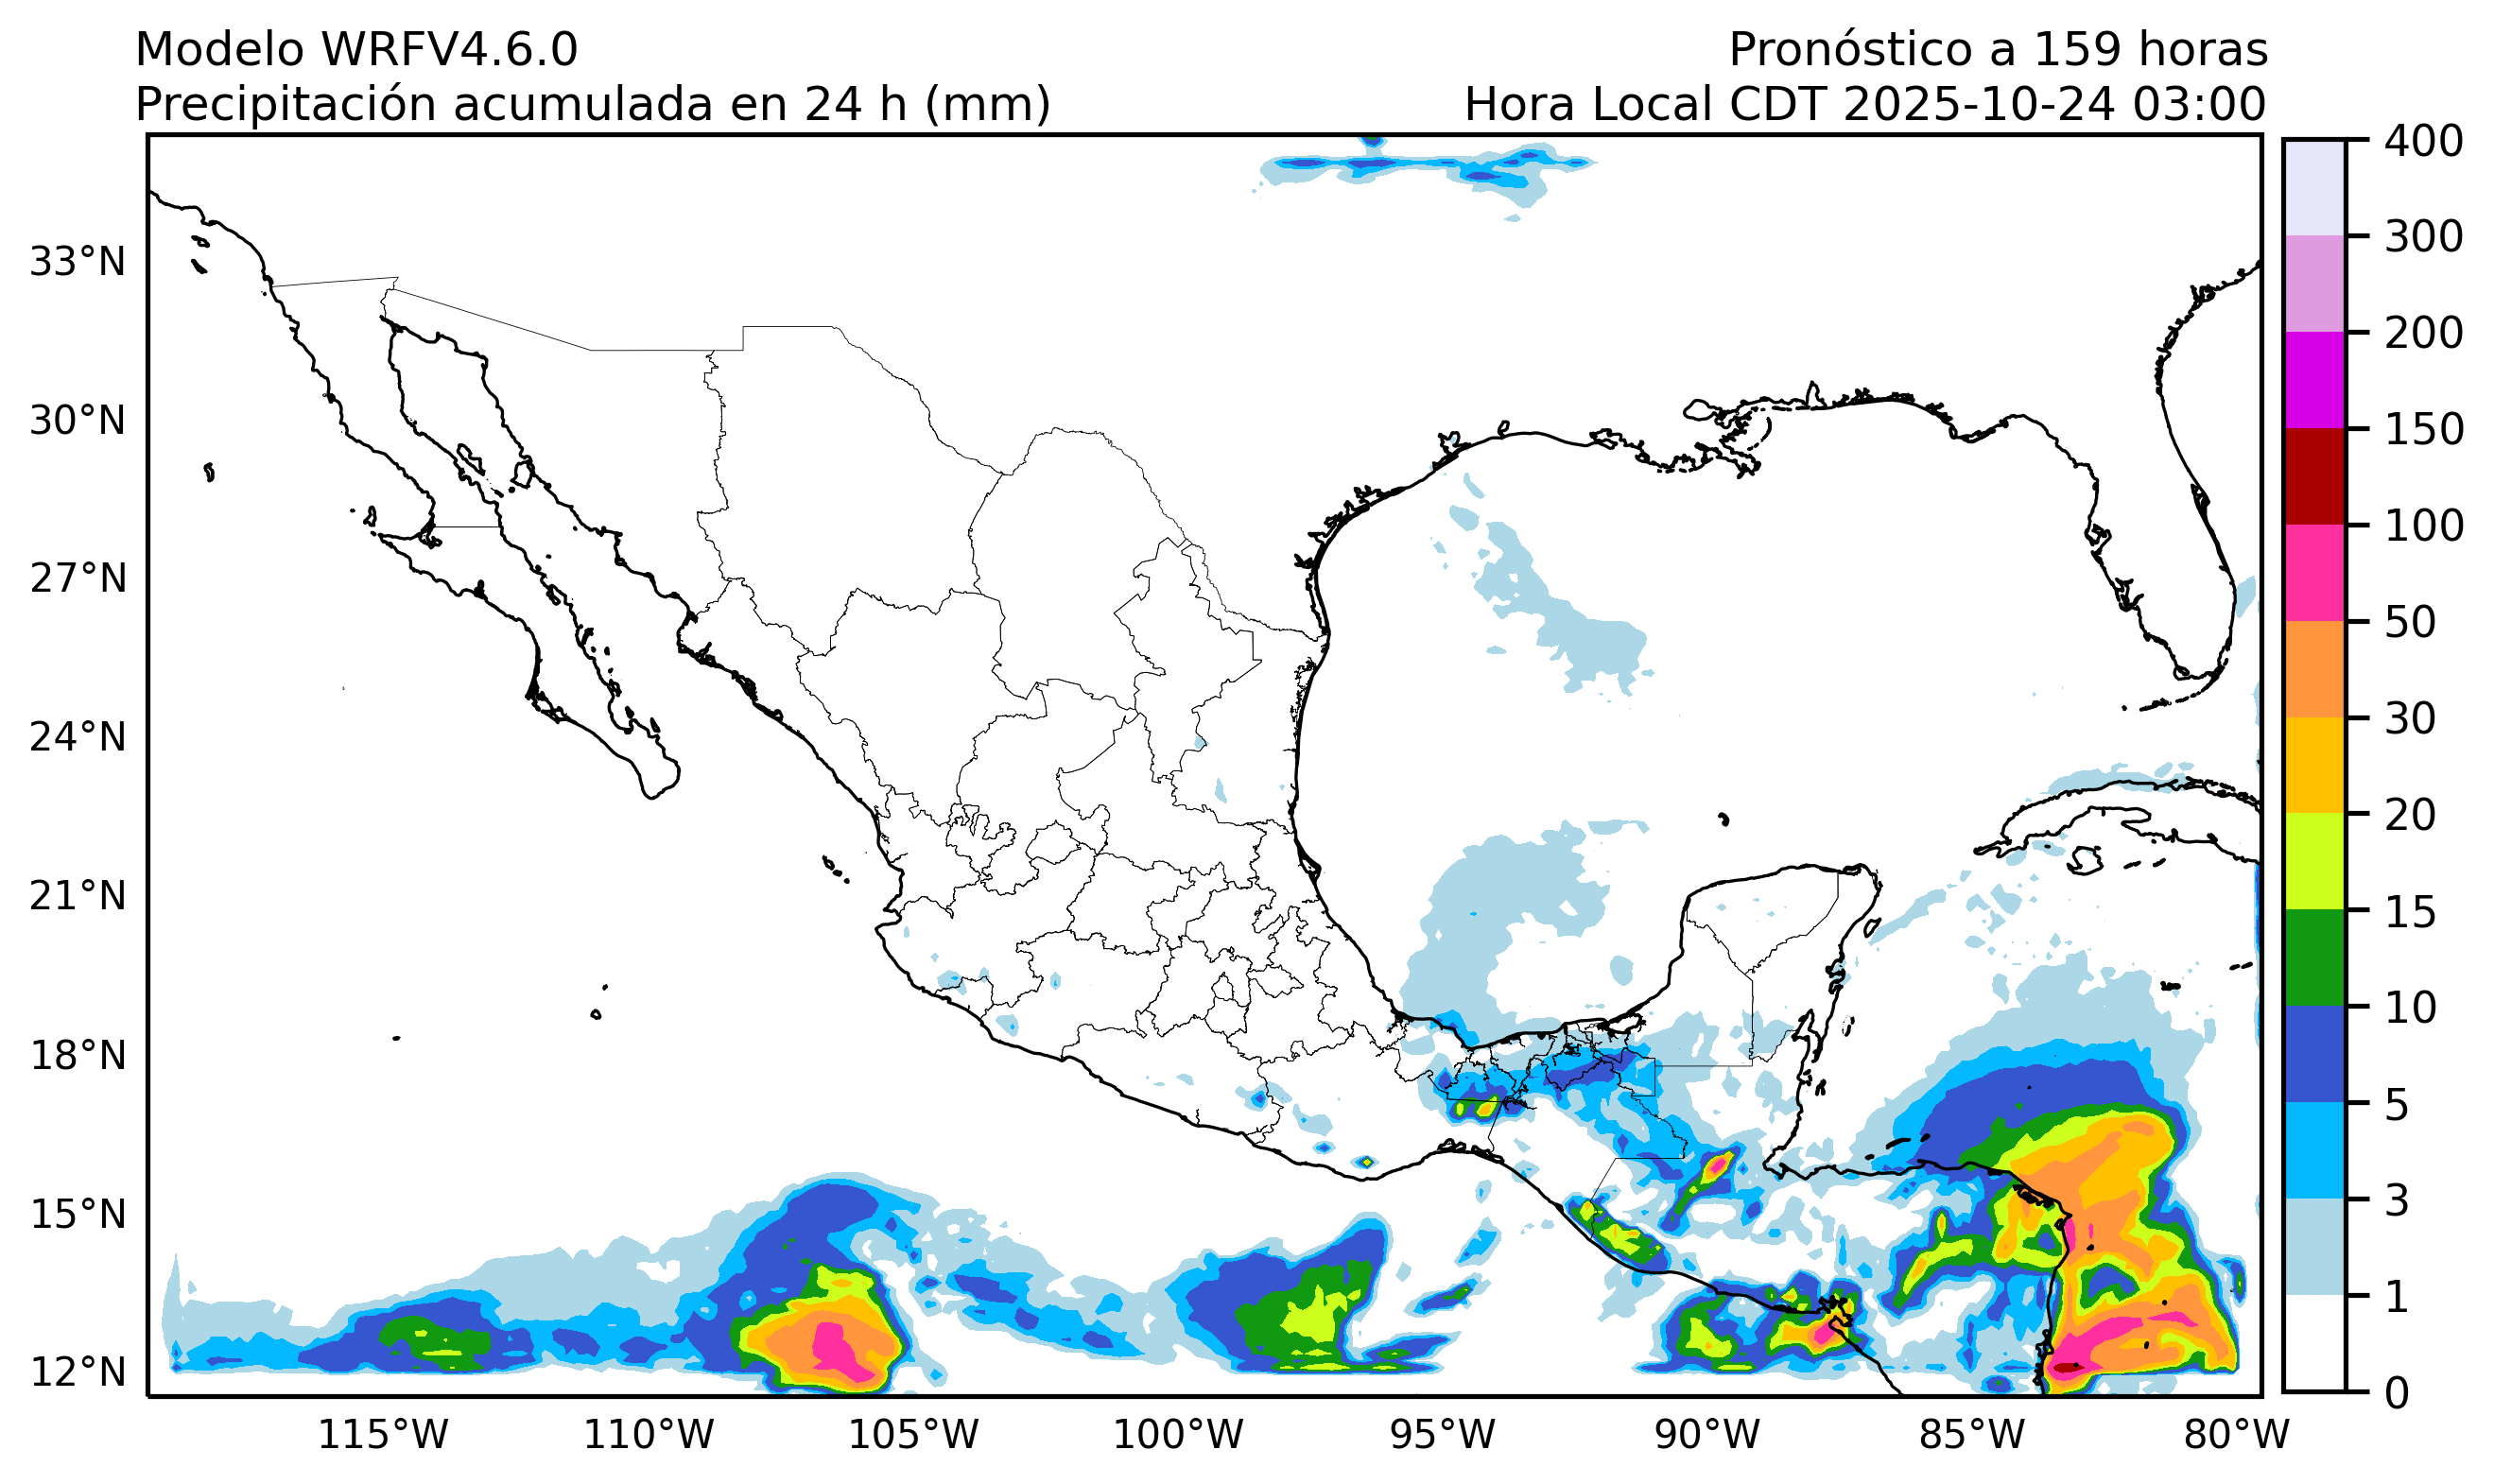 Modelo WRFV4.6.0
Pronóstico a 159 horas
Precipitación acumulada en 24 h (mm)
Hora Local CDT 2025-10-24 03:00
400
300
200
150
100
50
30
20
15
10
5
3
1
0
33°N
30°N
27°N
24°N
21°N
18°N
15°N
12°N
115°W
110°W
105°W
100°W
95°W
90°W
85°W
80°W